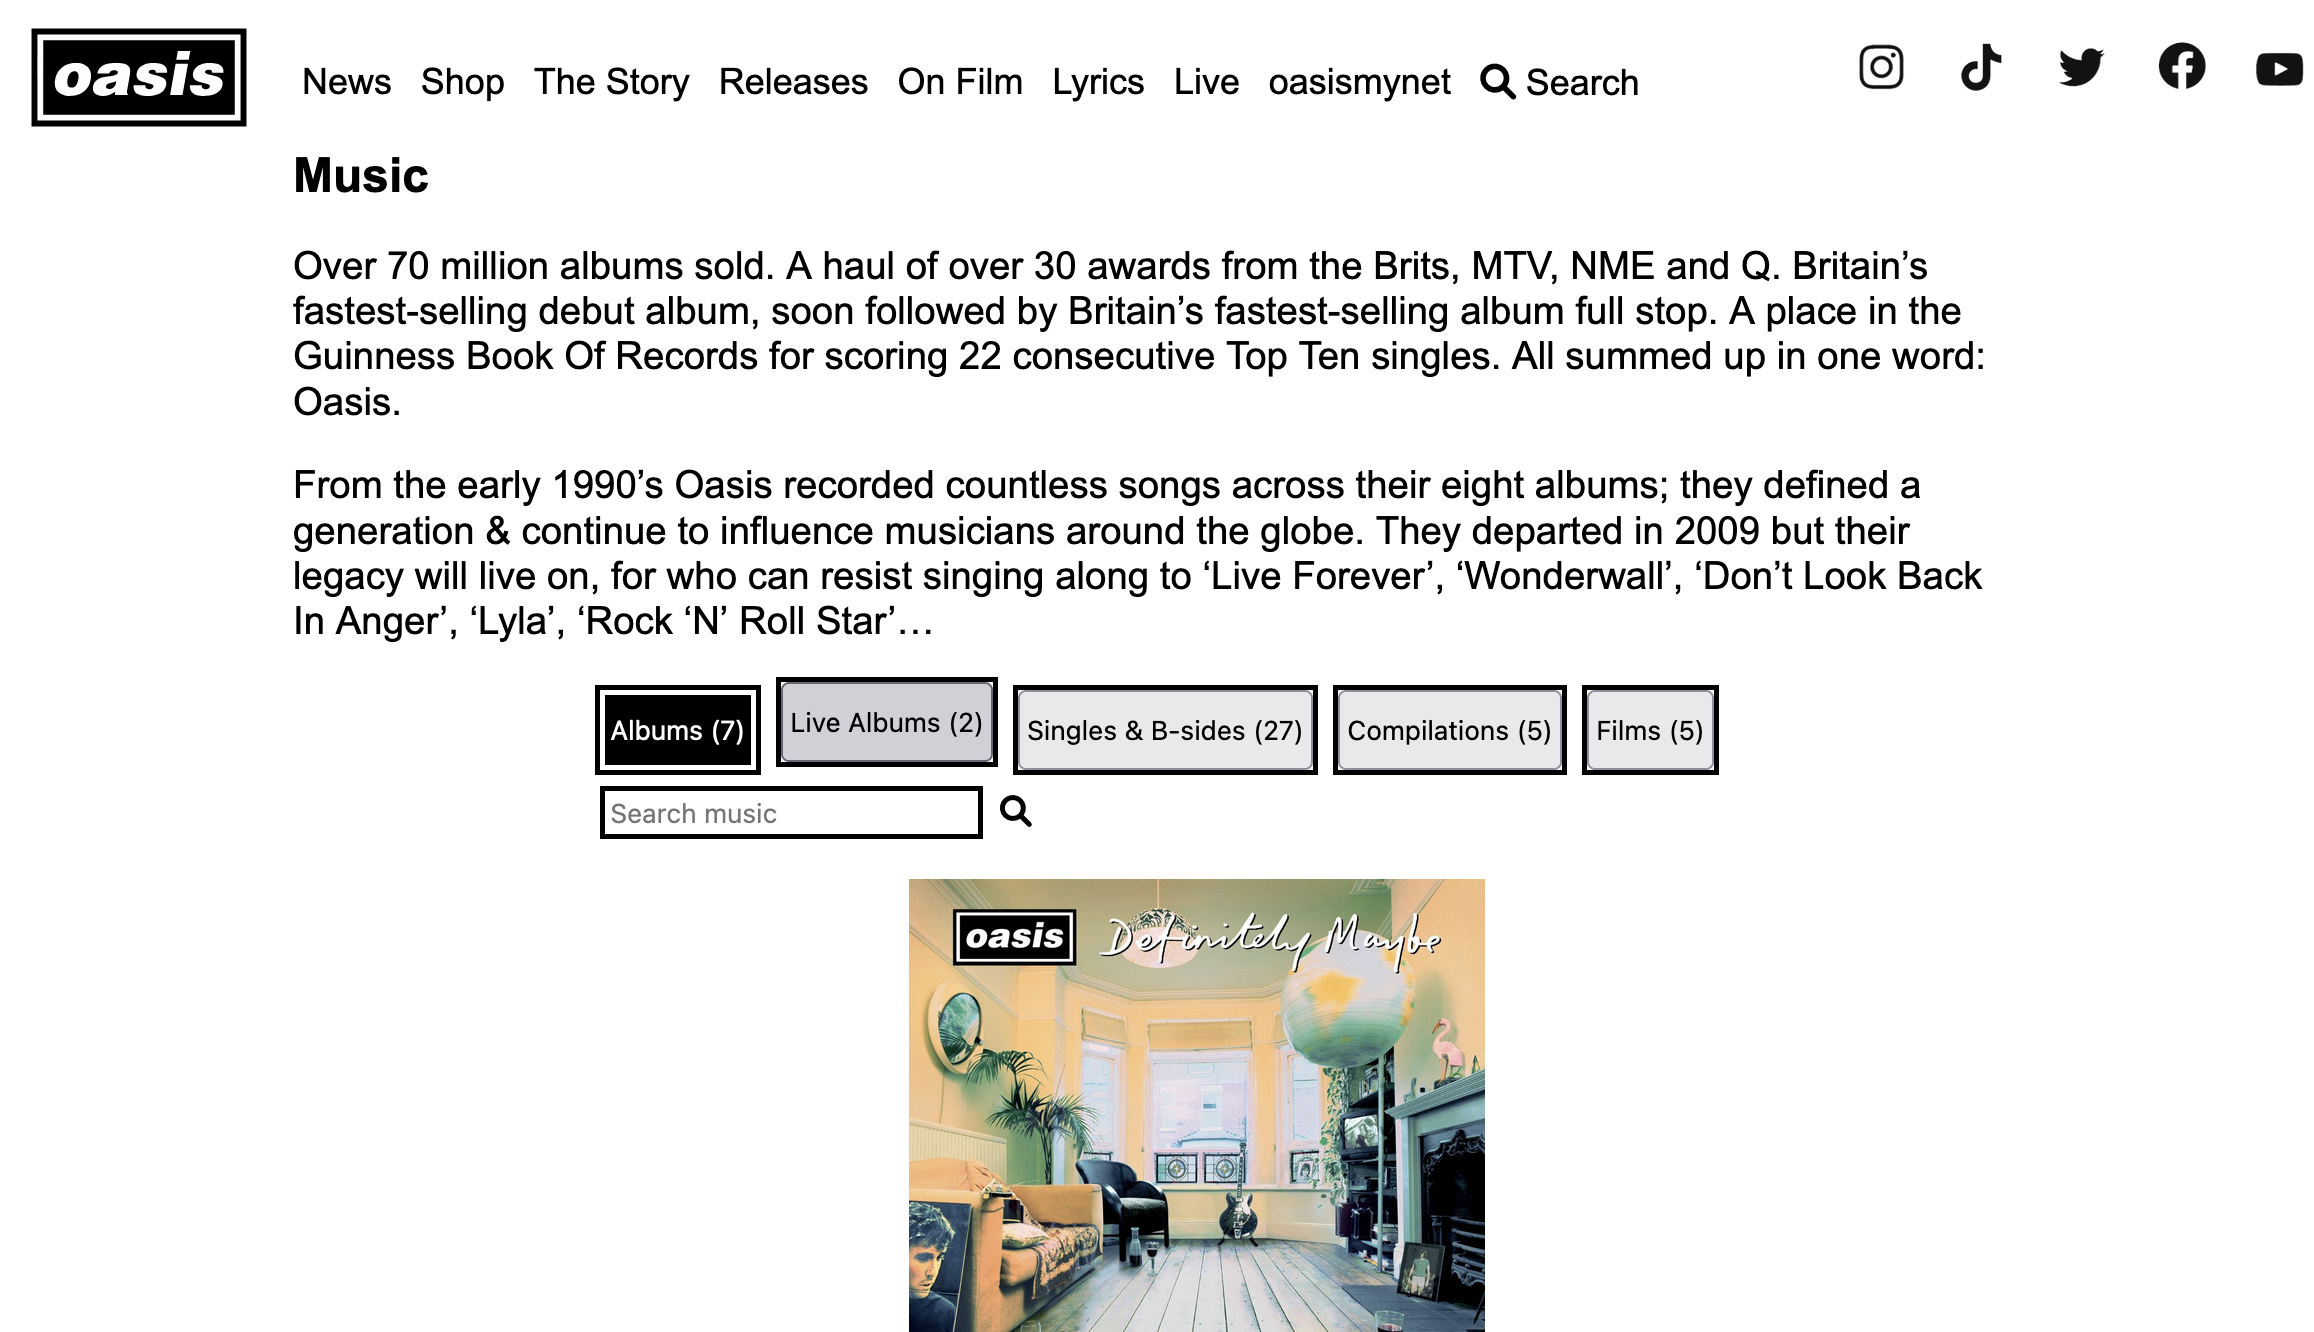 oasis
News Shop The Story Releases On Film Lyrics Live oasismynet Search
Music
Over 70 million albums sold. A haul of over 30 awards from the Brits, MTV, NME and Q. Britain’s
fastest-selling debut album, soon followed by Britain’s fastest-selling album full stop. A place in the
Guinness Book Of Records for scoring 22 consecutive Top Ten singles. All summed up in one word:
Oasis.
From the early 1990’s Oasis recorded countless songs across their eight albums; they defined a
generation & continue to influence musicians around the globe. They departed in 2009 but their
legacy will live on, for who can resist singing along to ‘Live Forever’, ‘Wonderwall’, ‘Don’t Look Back
In Anger’, ‘Lyla’, ‘Rock ‘N’ Roll Star’…
Albums (7) Live Albums (2) Singles & B-sides (27) Compilations (5) Films (5)
Search music
oasis Definitely Maybe